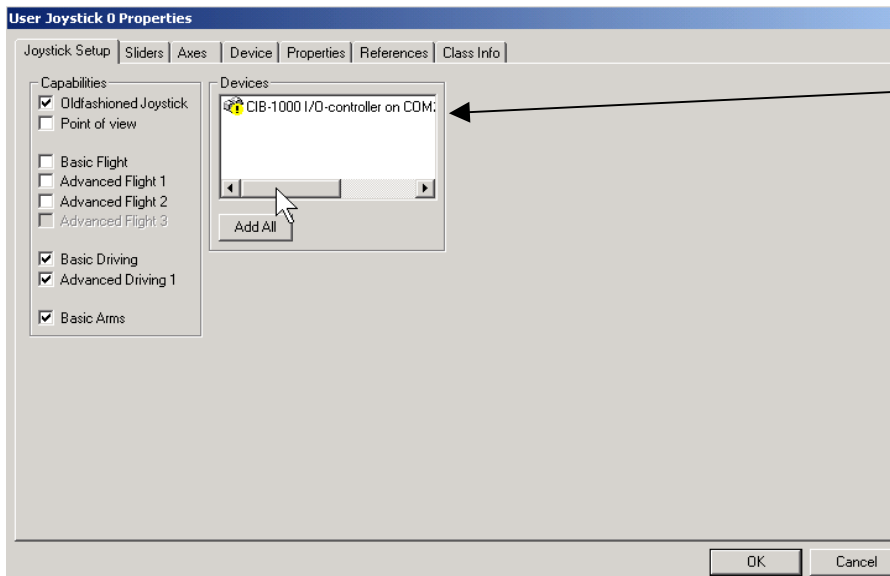 User Joystick 0 Properties
Joystick Setup Sliders Axes Device Properties References Class Info
Capabilities
Oldfashioned Joystick
Point of view
Basic Flight
Advanced Flight 1
Advanced Flight 2
Advanced Flight 3
Basic Driving
Advanced Driving 1
Basic Arms
Devices
CIB-1000 I/O-controller on COM2
Add All
OK Cancel